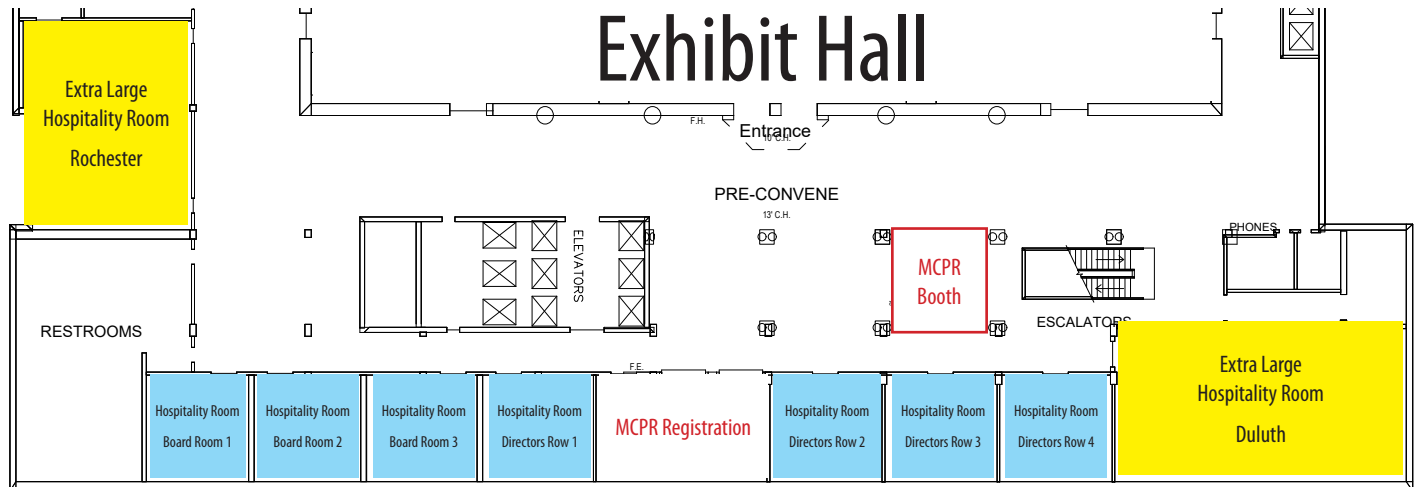 Exhibit Hall
Extra Large
Hospitality Room
Rochester
F.H.
Entrance
10' C.H.
PRE-CONVENE
13' C.H.
PHONES
ELEVATORS
MCPR
Booth
RESTROOMS
ESCALATORS
F.E.
Extra Large
Hospitality Room
Duluth
Hospitality Room
Board Room 1
Hospitality Room
Board Room 2
Hospitality Room
Board Room 3
Hospitality Room
Directors Row 1
MCPR Registration
Hospitality Room
Directors Row 2
Hospitality Room
Directors Row 3
Hospitality Room
Directors Row 4